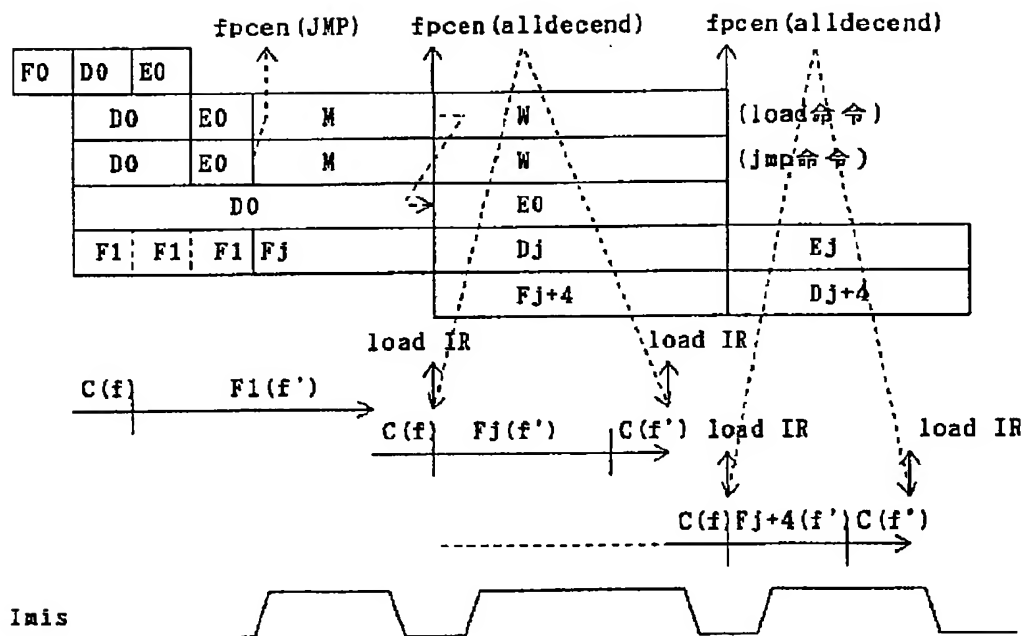 fpcen(JMP) fpcen(alldecend) fpcen(alldecend)
F0 D0 E0
D0 E0 M W (load命令)
D0 E0 M W (jmp命令)
D0 E0
F1 F1 F1 Fj Dj Ej
Fj+4 Dj+4
load IR load IR
C(f) F1(f')
C(f) Fj(f') C(f') load IR load IR
C(f) Fj+4(f') C(f')
Imis